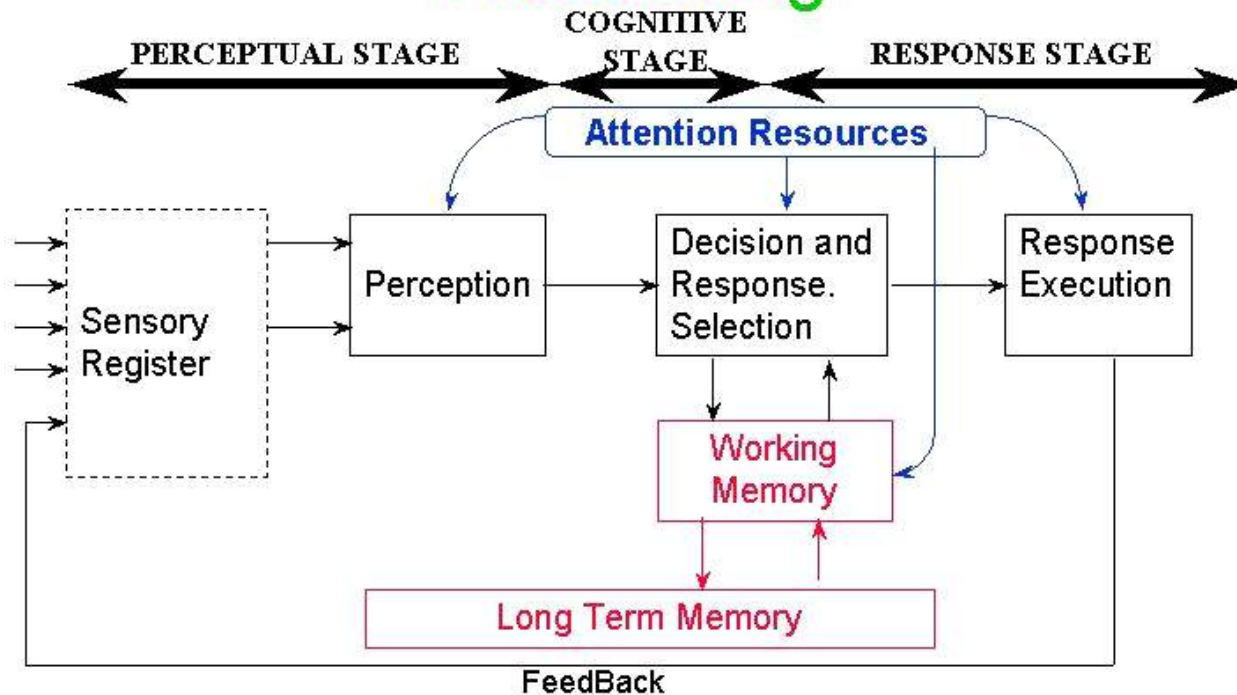 COGNITIVE
STAGE
PERCEPTUAL STAGE
RESPONSE STAGE
Attention Resources
Sensory
Register
Perception
Decision and
Response.
Selection
Response
Execution
Working
Memory
Long Term Memory
FeedBack